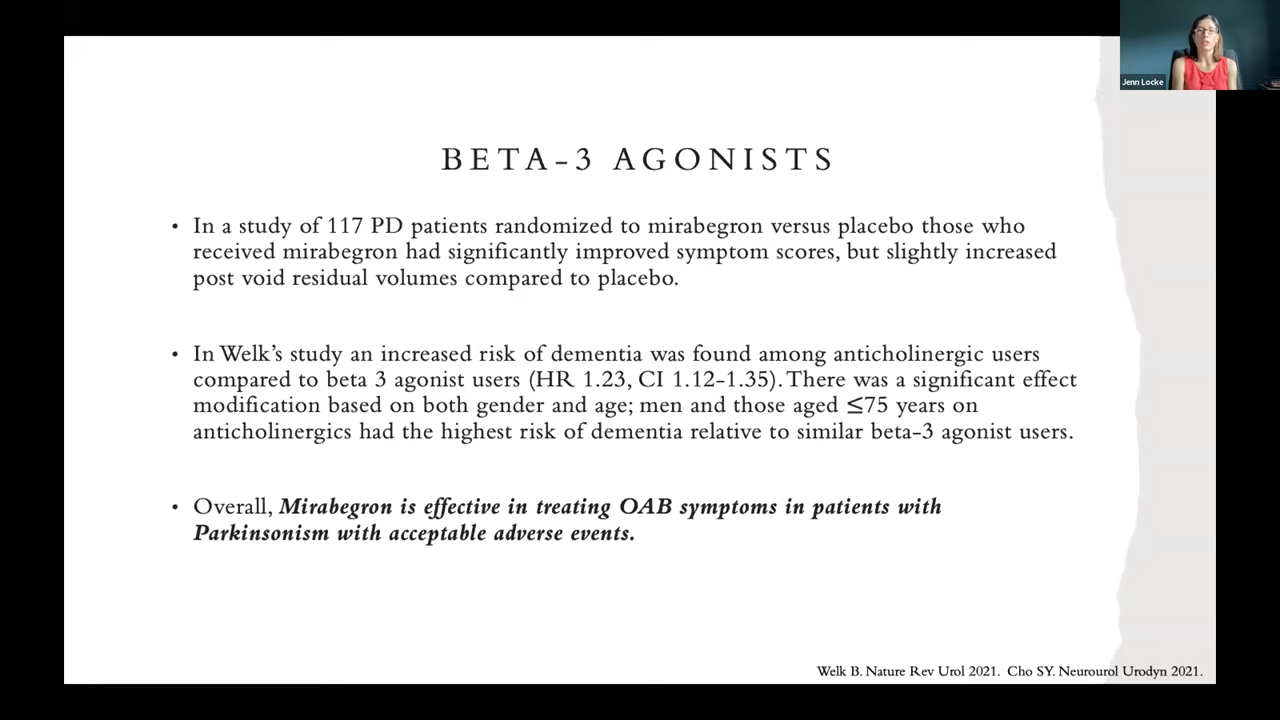 Jenn Locke
BETA-3 AGONISTS
• In a study of 117 PD patients randomized to mirabegron versus placebo those who
received mirabegron had significantly improved symptom scores, but slightly increased
post void residual volumes compared to placebo.
• In Welk's study an increased risk of dementia was found among anticholinergic users
compared to beta 3 agonist users (HR 1.23, CI 1.12-1.35). There was a significant effect
modification based on both gender and age; men and those aged ≤75 years on
anticholinergics had the highest risk of dementia relative to similar beta-3 agonist users.
• Overall, Mirabegron is effective in treating OAB symptoms in patients with
Parkinsonism with acceptable adverse events.
Welk B. Nature Rev Urol 2021. Cho SY. Neurourol Urodyn 2021.